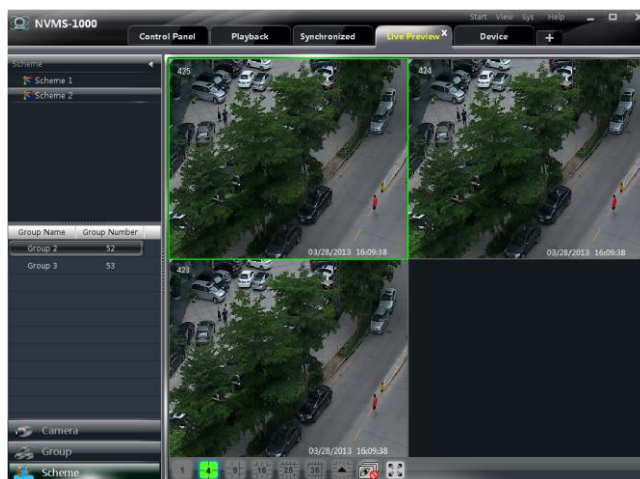 NVMS-1000
Start View Sys Help
Control Panel Playback Synchronized Live Preview X Device +
Scheme
Scheme 1
Scheme 2
Group Name Group Number
Group 2 52
Group 3 53
Camera
Group
Scheme
425
03/28/2013 16:09:38
424
03/28/2013 16:09:38
423
03/28/2013 16:09:38
1 4 9 16 25 36